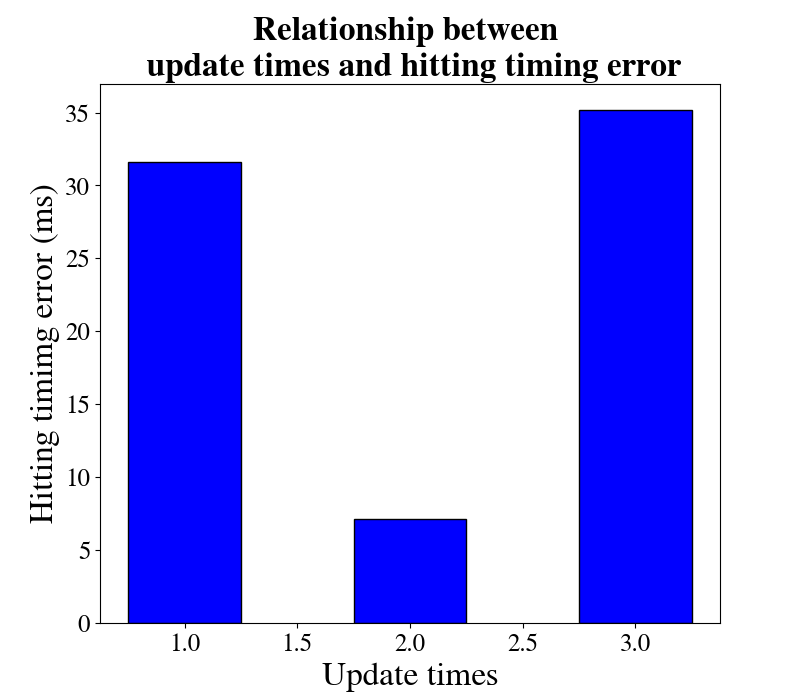 Relationship between
update times and hitting timing error
Hitting timimg error (ms)
35
30
25
20
15
10
5
0
1.0 1.5 2.0 2.5 3.0
Update times